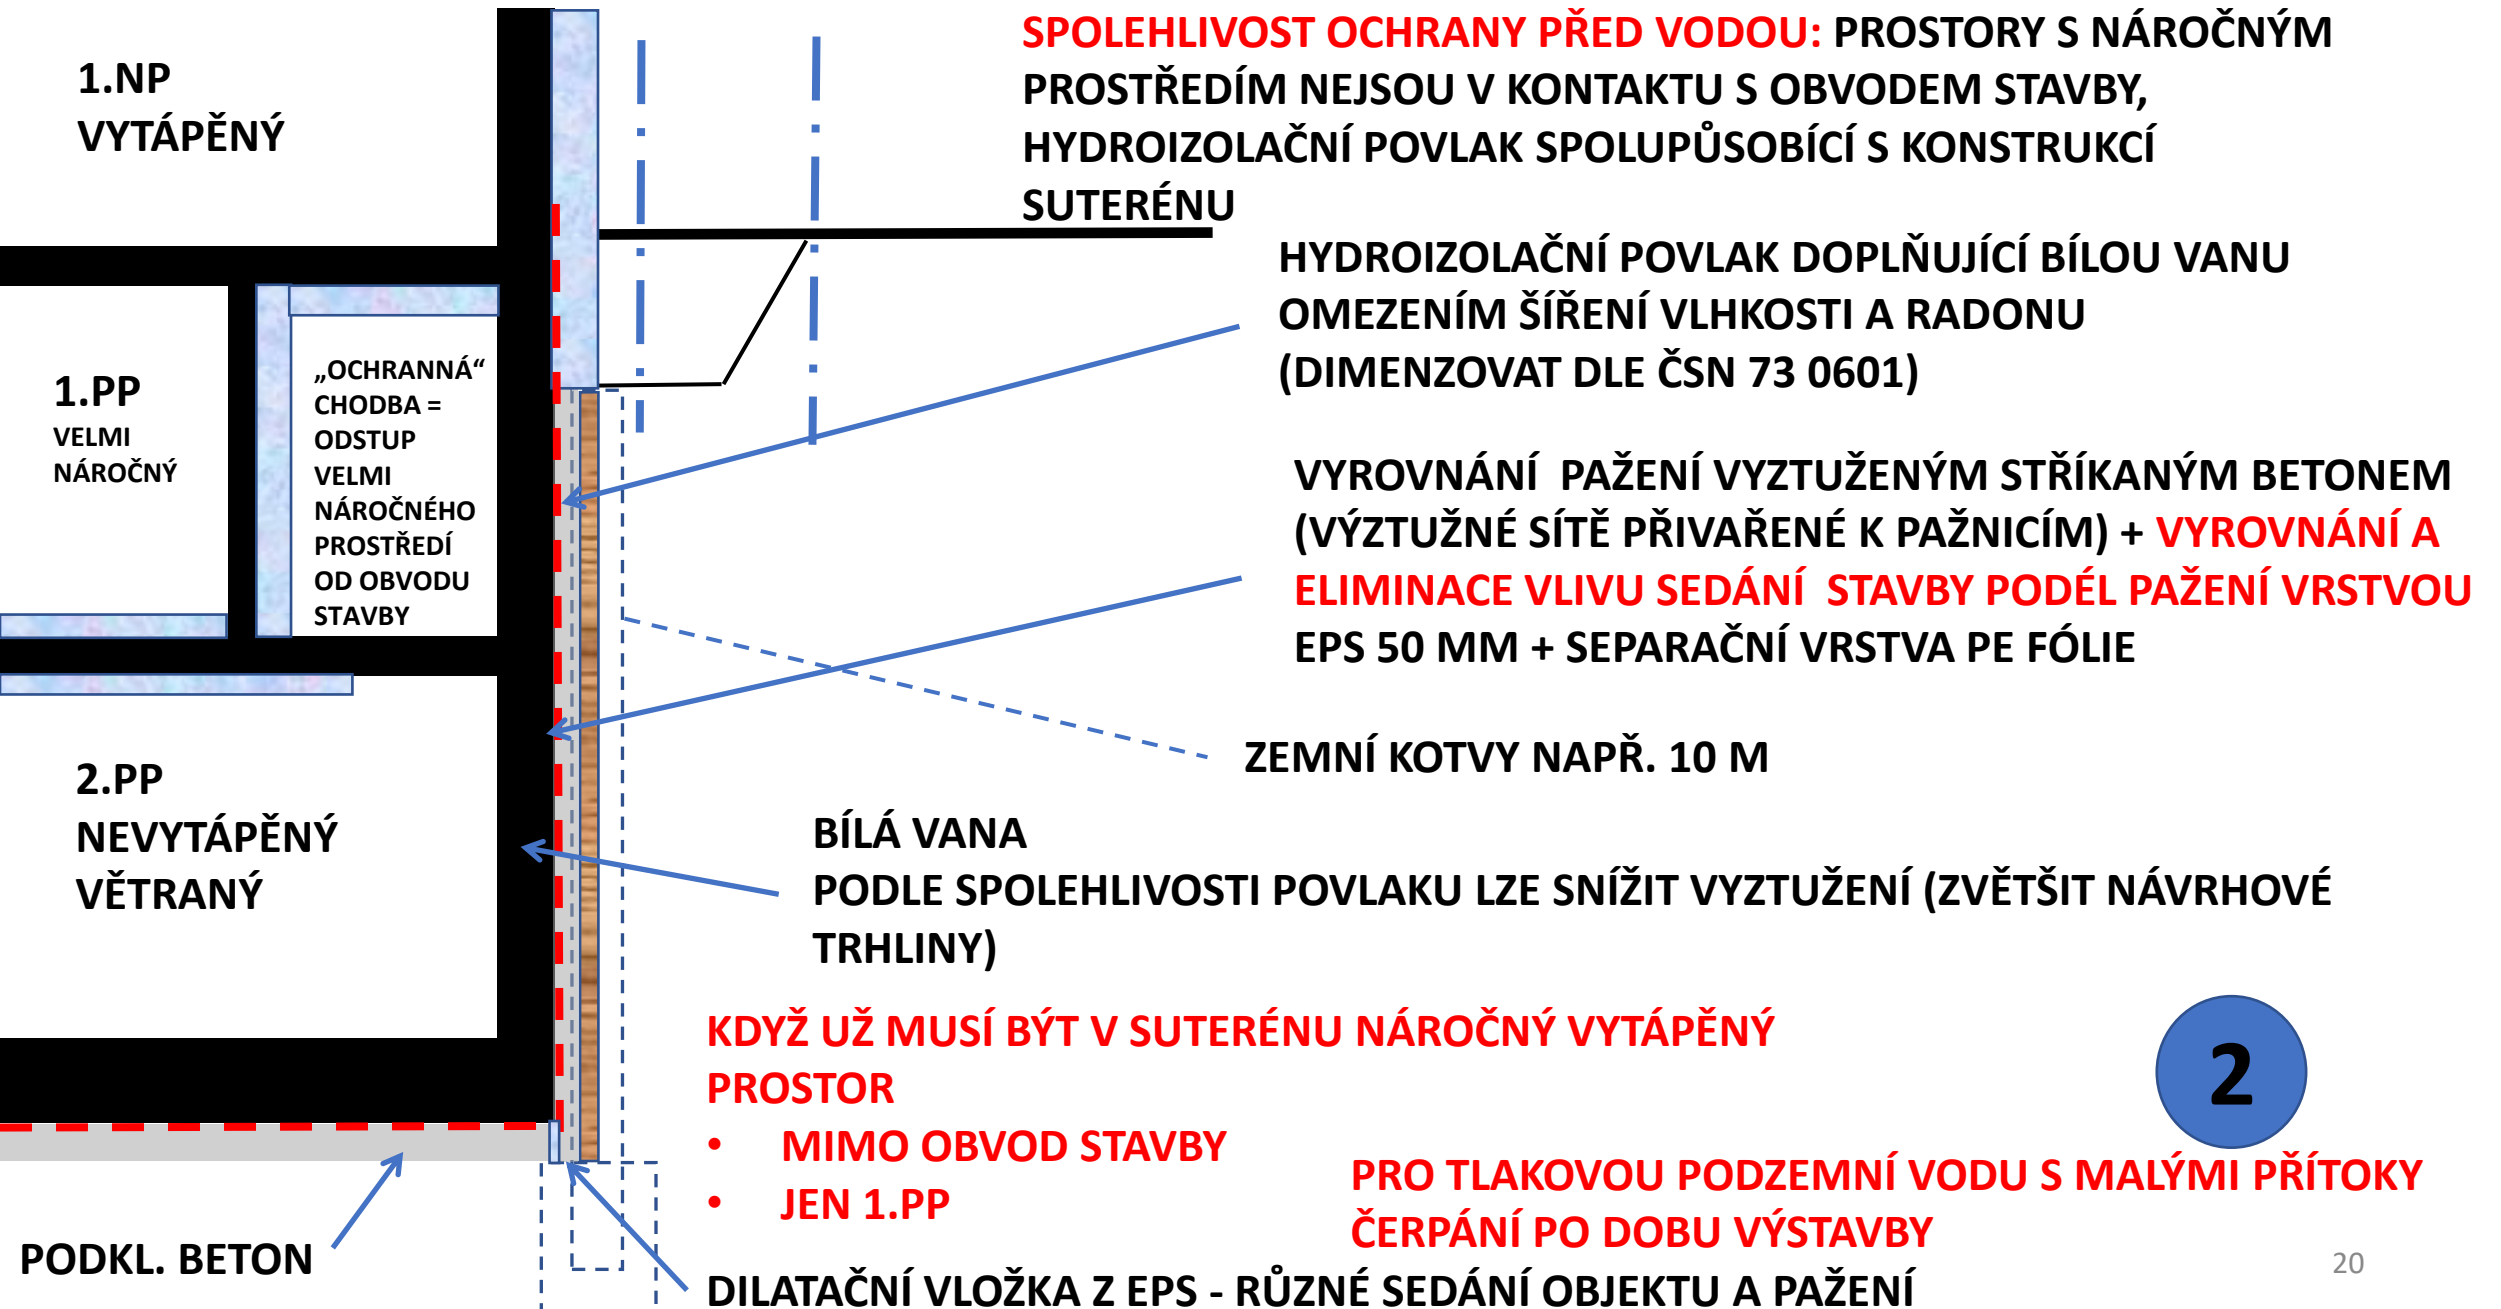 1.NP
VYTÁPĚNÝ
SPOLEHLIVOST OCHRANY PŘED VODOU: PROSTORY S NÁROČNÝM
PROSTŘEDÍM NEJSOU V KONTAKTU S OBVODEM STAVBY,
HYDROIZOLAČNÍ POVLAK SPOLUPŮSOBÍCÍ S KONSTRUKCÍ
SUTERÉNU
HYDROIZOLAČNÍ POVLAK DOPLŇUJÍCÍ BÍLOU VANU
OMEZENÍM ŠÍŘENÍ VLHKOSTI A RADONU
(DIMENZOVAT DLE ČSN 73 0601)
1.PP
VELMI
NÁROČNÝ
„OCHRANNÁ“
CHODBA =
ODSTUP
VELMI
NÁROČNÉHO
PROSTŘEDÍ
OD OBVODU
STAVBY
VYROVNÁNÍ  PAŽENÍ VYZTUŽENÝM STŘÍKANÝM BETONEM
(VÝZTUŽNÉ SÍTĚ PŘIVAŘENÉ K PAŽNICÍM) + VYROVNÁNÍ A
ELIMINACE VLIVU SEDÁNÍ  STAVBY PODÉL PAŽENÍ VRSTVOU
EPS 50 MM + SEPARAČNÍ VRSTVA PE FÓLIE
ZEMNÍ KOTVY NAPŘ. 10 M
2.PP
NEVYTÁPĚNÝ
VĚTRANÝ
BÍLÁ VANA
PODLE SPOLEHLIVOSTI POVLAKU LZE SNÍŽIT VYZTUŽENÍ (ZVĚTŠIT NÁVRHOVÉ
TRHLINY)
KDYŽ UŽ MUSÍ BÝT V SUTERÉNU NÁROČNÝ VYTÁPĚNÝ
PROSTOR
• MIMO OBVOD STAVBY
• JEN 1.PP
2
PRO TLAKOVOU PODZEMNÍ VODU S MALÝMI PŘÍTOKY
ČERPÁNÍ PO DOBU VÝSTAVBY
PODKL. BETON
DILATAČNÍ VLOŽKA Z EPS - RŮZNÉ SEDÁNÍ OBJEKTU A PAŽENÍ
20